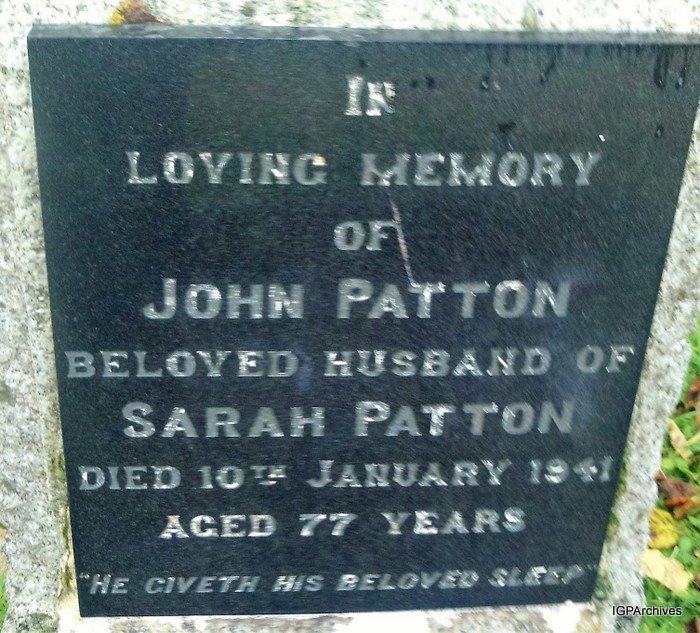 IN
LOVING MEMORY
OF
JOHN PATTON
BELOVED HUSBAND OF
SARAH PATTON
DIED 10TH JANUARY 1941
AGED 77 YEARS
"HE GIVETH HIS BELOVED SLEEP"
IGPArchives